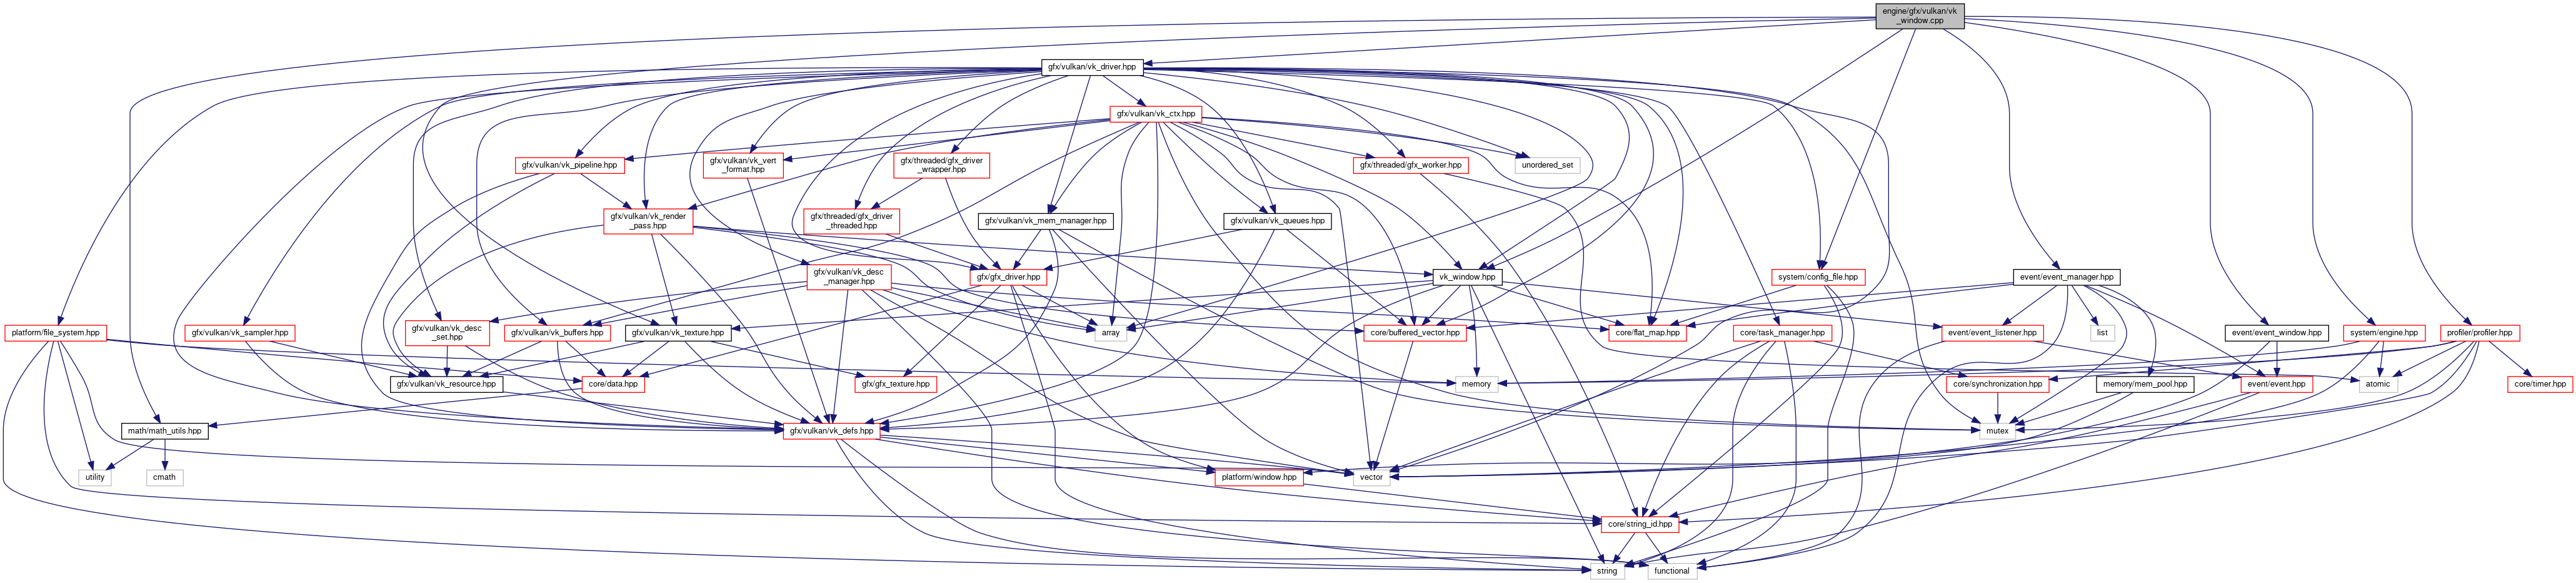 engine/gfx/vulkan/vk
_window.cpp
gfx/vulkan/vk_driver.hpp
gfx/vulkan/vk_ctx.hpp
gfx/vulkan/vk_pipeline.hpp
gfx/vulkan/vk_vert
_format.hpp
gfx/threaded/gfx_driver
_wrapper.hpp
gfx/threaded/gfx_worker.hpp
unordered_set
gfx/vulkan/vk_render
_pass.hpp
gfx/threaded/gfx_driver
_threaded.hpp
gfx/vulkan/vk_mem_manager.hpp
gfx/vulkan/vk_queues.hpp
gfx/vulkan/vk_desc
_manager.hpp
gfx/gfx_driver.hpp
vk_window.hpp
system/config_file.hpp
event/event_manager.hpp
platform/file_system.hpp
gfx/vulkan/vk_sampler.hpp
gfx/vulkan/vk_desc
_set.hpp
gfx/vulkan/vk_buffers.hpp
gfx/vulkan/vk_texture.hpp
array
core/buffered_vector.hpp
core/flat_map.hpp
core/task_manager.hpp
event/event_listener.hpp
list
event/event_window.hpp
system/engine.hpp
profiler/profiler.hpp
gfx/vulkan/vk_resource.hpp
core/data.hpp
gfx/gfx_texture.hpp
memory
core/synchronization.hpp
memory/mem_pool.hpp
event/event.hpp
atomic
core/timer.hpp
math/math_utils.hpp
gfx/vulkan/vk_defs.hpp
mutex
utility
cmath
platform/window.hpp
vector
core/string_id.hpp
string
functional